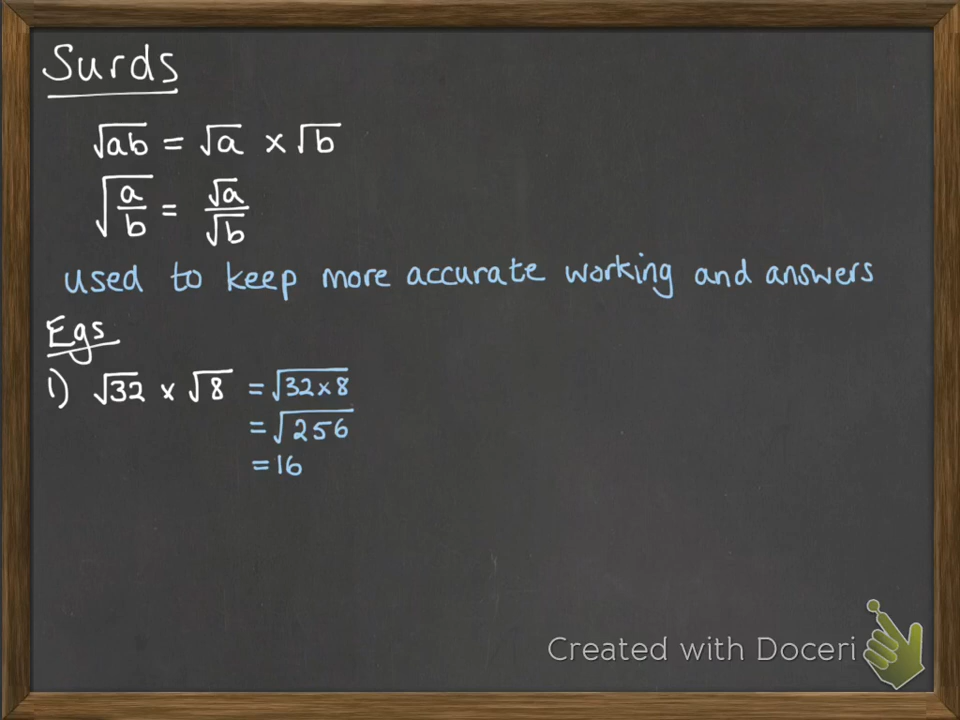 Surds
√ab = √a × √b
√(a/b) = √a/√b
used to keep more accurate working and answers
Egs
1) √32 × √8 = √32×8
= √256
= 16
Created with Doceri